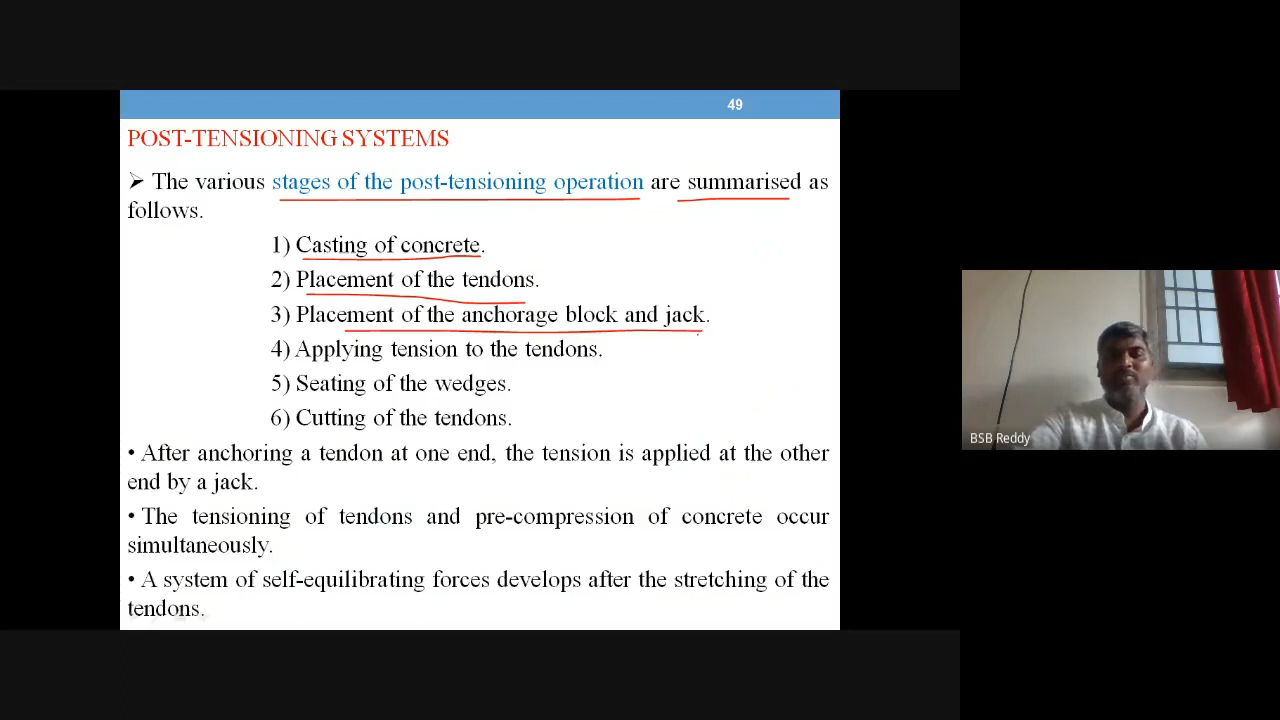 49
POST-TENSIONING SYSTEMS
➢ The various stages of the post-tensioning operation are summarised as
follows.
1) Casting of concrete.
2) Placement of the tendons.
3) Placement of the anchorage block and jack.
4) Applying tension to the tendons.
5) Seating of the wedges.
6) Cutting of the tendons.
• After anchoring a tendon at one end, the tension is applied at the other
end by a jack.
• The tensioning of tendons and pre-compression of concrete occur
simultaneously.
• A system of self-equilibrating forces develops after the stretching of the
tendons.
BSB Reddy